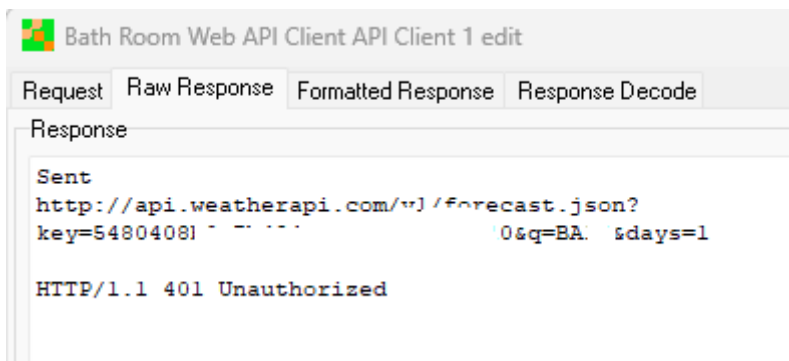 Bath Room Web API Client API Client 1 edit
Request Raw Response Formatted Response Response Decode
Response
Sent
http://api.weatherapi.com/v1/forecast.json?
key=5480408 0&q=BA &days=1
HTTP/1.1 401 Unauthorized